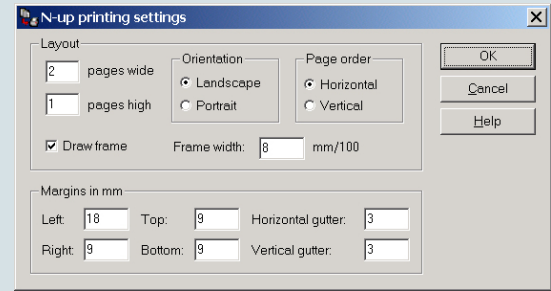 N-up printing settings
Layout
2 pages wide
1 pages high
Orientation
Landscape
Portrait
Page order
Horizontal
Vertical
Draw frame Frame width: 8 mm/100
Margins in mm
Left: 18 Top: 9 Horizontal gutter: 3
Right: 9 Bottom: 9 Vertical gutter: 3
OK
Cancel
Help